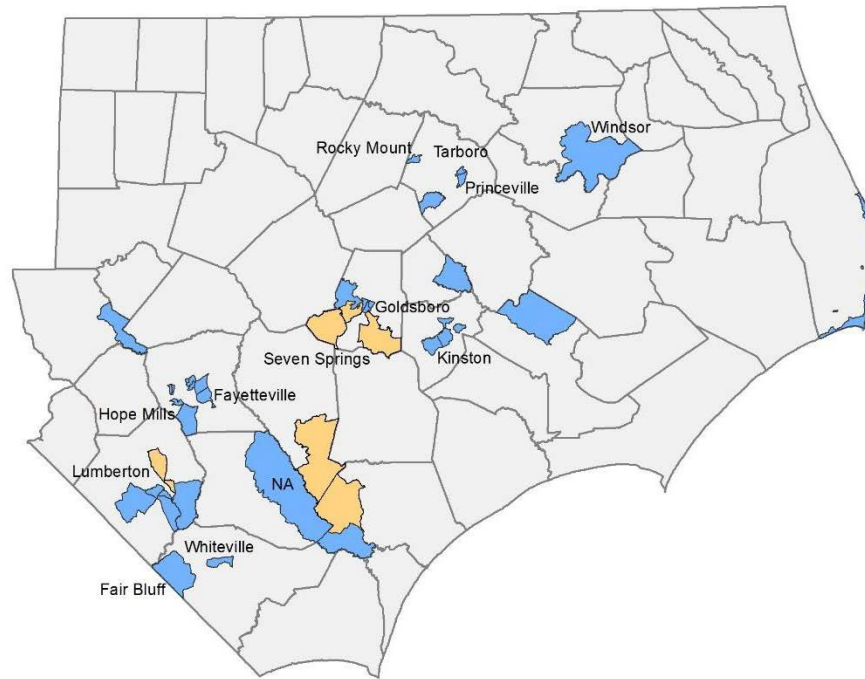 Windsor
Rocky Mount
Tarboro
Princeville
Goldsboro
Seven Springs
Kinston
Fayetteville
Hope Mills
Lumberton
NA
Whiteville
Fair Bluff